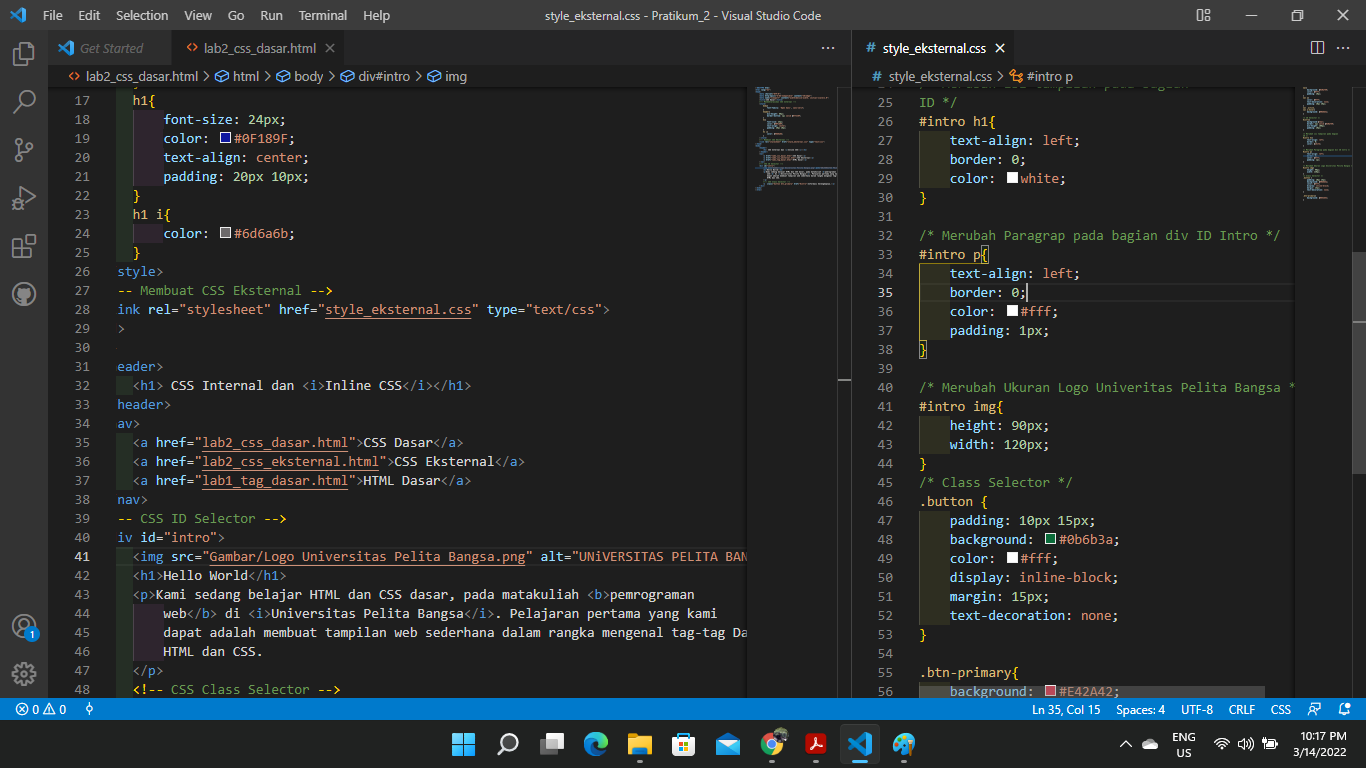 File Edit Selection View Go Run Terminal Help
style_eksternal.css - Pratikum_2 - Visual Studio Code
Get Started
lab2_css_dasar.html
lab2_css_dasar.html > html > body > div#intro > img
17 h1{
18 font-size: 24px;
19 color: #0F189F;
20 text-align: center;
21 padding: 20px 10px;
22 }
23 h1 i{
24 color: #6d6a6b;
25 }
26 style>
27 -- Membuat CSS Eksternal -->
28 ink rel="stylesheet" href="style_eksternal.css" type="text/css">
29 >
30
31 eader>
32 <h1> CSS Internal dan <i>Inline CSS</i></h1>
33 header>
34 av>
35 <a href="lab2_css_dasar.html">CSS Dasar</a>
36 <a href="lab2_css_eksternal.html">CSS Eksternal</a>
37 <a href="lab1_tag_dasar.html">HTML Dasar</a>
38 nav>
39 -- CSS ID Selector -->
40 iv id="intro">
41 <img src="Gambar/Logo Universitas Pelita Bangsa.png" alt="UNiVERSITAS PELITA BAN
42 <h1>Hello World</h1>
43 <p>Kami sedang belajar HTML dan CSS dasar, pada matakuliah <b>pemrograman
44 web</b> di <i>Universitas Pelita Bangsa</i>. Pelajaran pertama yang kami
45 dapat adalah membuat tampilan web sederhana dalam rangka mengenal tag-tag Da
46 HTML dan CSS.
47 </p>
48 <!-- CSS Class Selector -->
# style_eksternal.css
# style_eksternal.css > #intro p
25 ID */
26 #intro h1{
27 text-align: left;
28 border: 0;
29 color: white;
30 }
31
32 /* Merubah Paragrap pada bagian div ID Intro */
33 #intro p{
34 text-align: left;
35 border: 0;
36 color: #fff;
37 padding: 1px;
38 }
39
40 /* Merubah Ukuran Logo Univeritas Pelita Bangsa *
41 #intro img{
42 height: 90px;
43 width: 120px;
44 }
45 /* Class Selector */
46 .button {
47 padding: 10px 15px;
48 background: #0b6b3a;
49 color: #fff;
50 display: inline-block;
51 margin: 15px;
52 text-decoration: none;
53 }
54
55 .btn-primary{
56 background: #E42A42;
1
0 0
Ln 35, Col 15 Spaces: 4 UTF-8 CRLF CSS
ENG
US
10:17 PM
3/14/2022